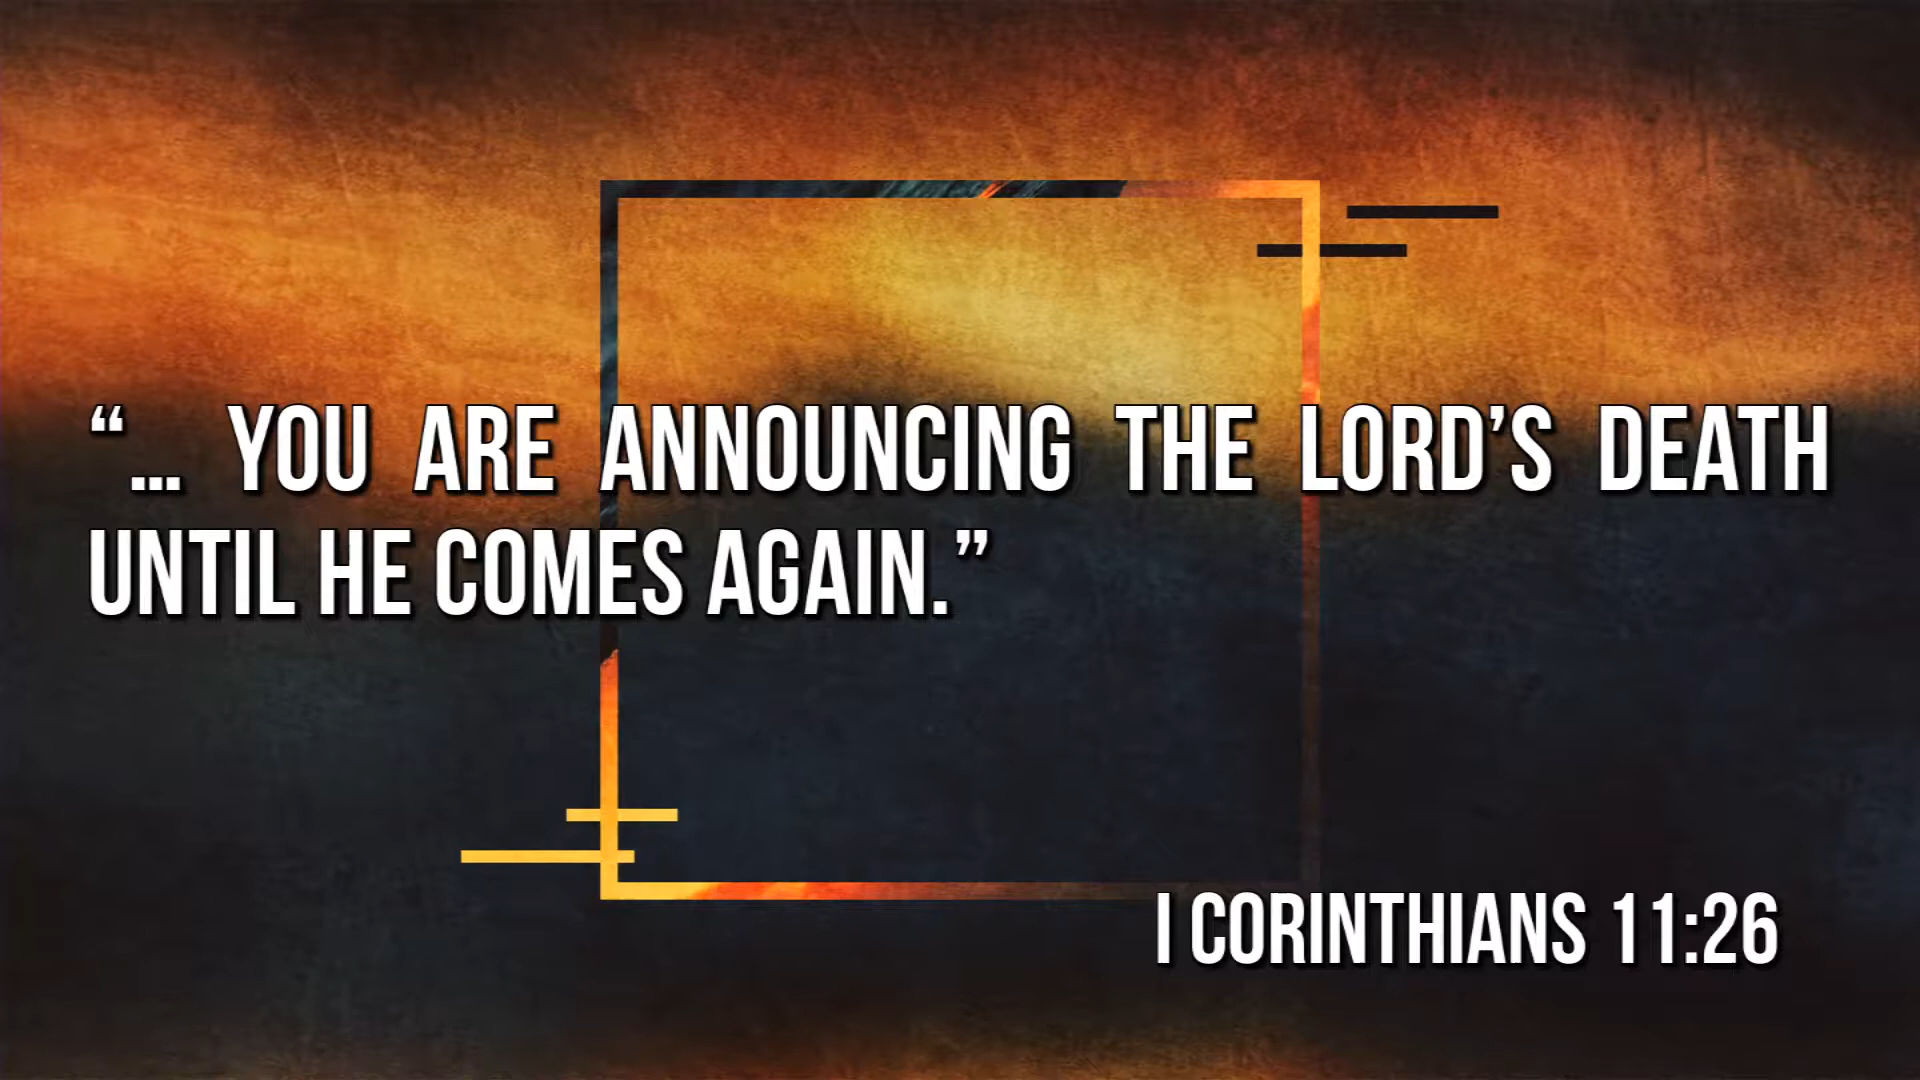 “… YOU ARE ANNOUNCING THE LORD’S DEATH
UNTIL HE COMES AGAIN.”
I CORINTHIANS 11:26